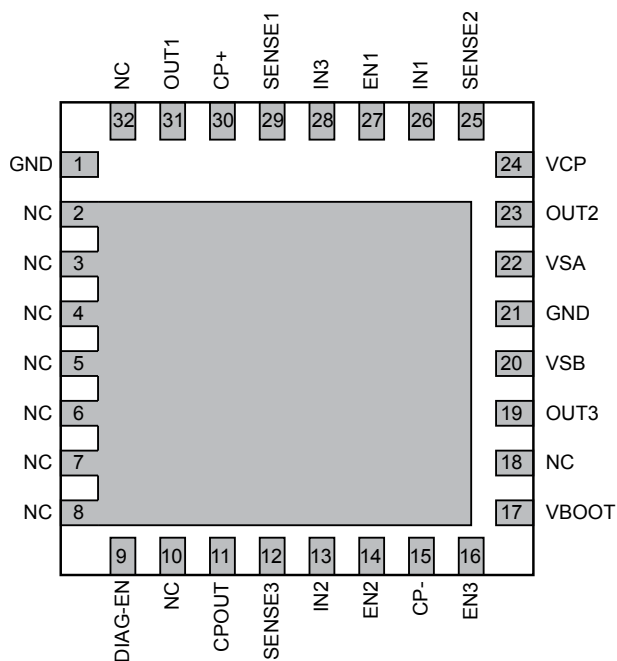 NC
OUT1
CP+
SENSE1
IN3
EN1
IN1
SENSE2
32
31
30
29
28
27
26
25
GND 1
24 VCP
NC 2
23 OUT2
NC 3
22 VSA
NC 4
21 GND
NC 5
20 VSB
NC 6
19 OUT3
NC 7
18 NC
NC 8
17 VBOOT
9
10
11
12
13
14
15
16
DIAG-EN
NC
CPOUT
SENSE3
IN2
EN2
CP-
EN3